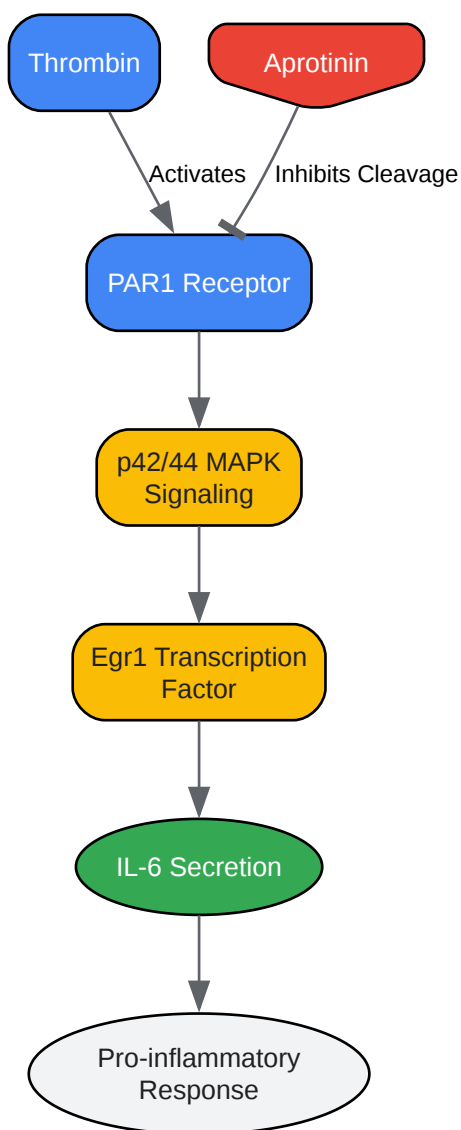 Thrombin
Aprotinin
Activates
Inhibits Cleavage
PAR1 Receptor
p42/44 MAPK
Signaling
Egr1 Transcription
Factor
IL-6 Secretion
Pro-inflammatory
Response